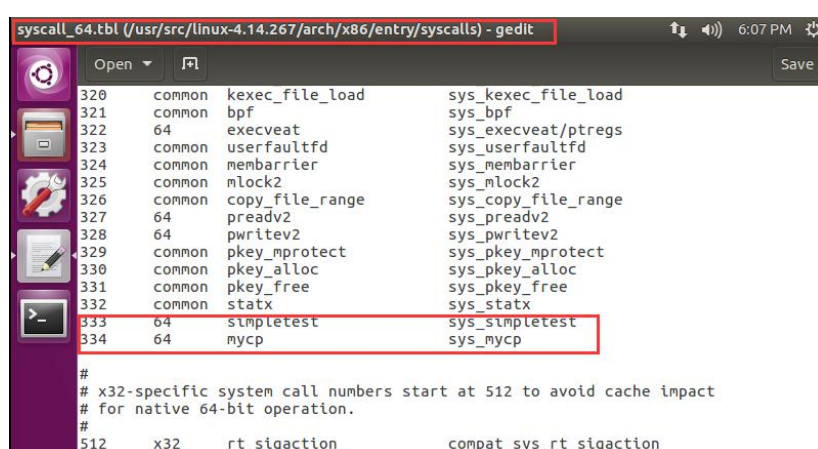 syscall_64.tbl (/usr/src/linux-4.14.267/arch/x86/entry/syscalls) - gedit 6:07 PM
Open Save
320 common kexec_file_load sys_kexec_file_load
321 common bpf sys_bpf
322 64 execveat sys_execveat/ptregs
323 common userfaultfd sys_userfaultfd
324 common membarrier sys_membarrier
325 common mlock2 sys_mlock2
326 common copy_file_range sys_copy_file_range
327 64 preadv2 sys_preadv2
328 64 pwritev2 sys_pwritev2
329 common pkey_mprotect sys_pkey_mprotect
330 common pkey_alloc sys_pkey_alloc
331 common pkey_free sys_pkey_free
332 common statx sys_statx
333 64 simpletest sys_simpletest
334 64 mycp sys_mycp
#
# x32-specific system call numbers start at 512 to avoid cache impact
# for native 64-bit operation.
#
512 x32 rt_sigaction compat_sys_rt_sigaction